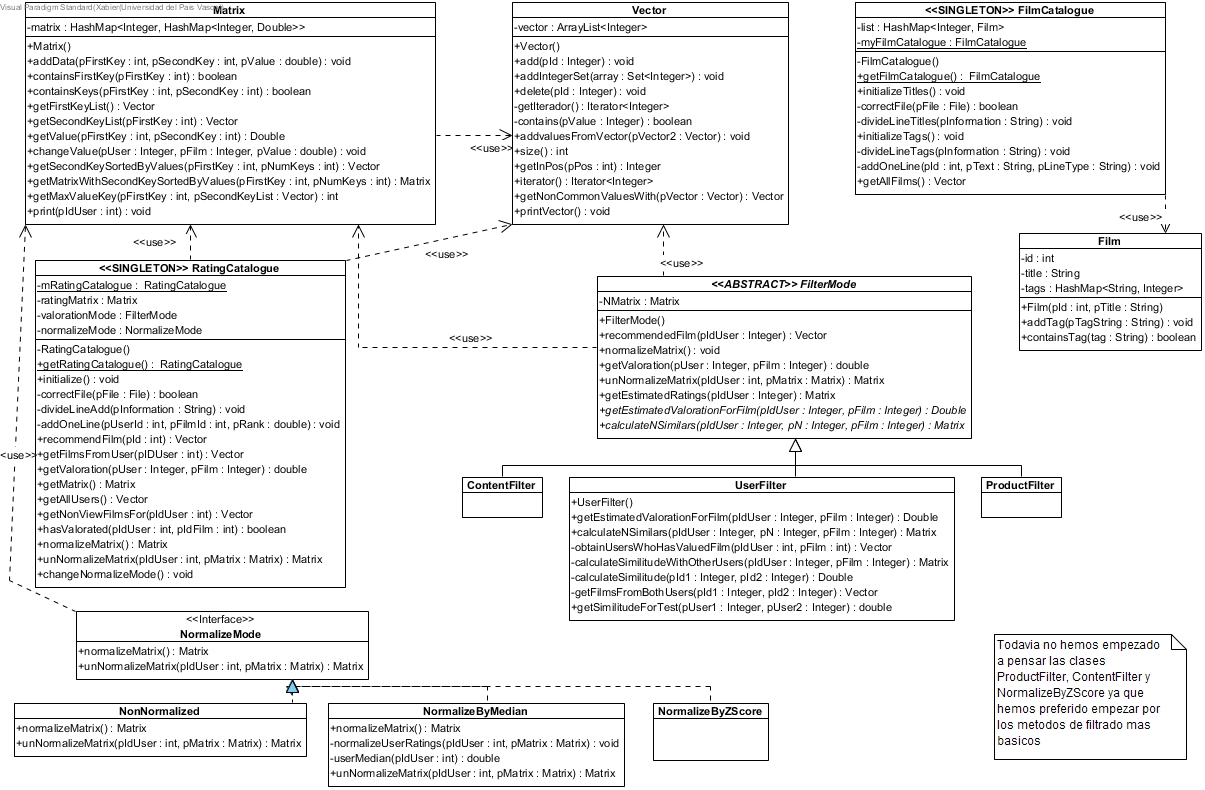 Visual Paradigm Standard(Xabier(Universidad del Pais Vasco
Matrix
-matrix : HashMap<Integer, HashMap<Integer, Double>>
+Matrix()
+addData(pFirstKey : int, pSecondKey : int, pValue : double) : void
+containsFirstKey(pFirstKey : int) : boolean
+containsKeys(pFirstKey : int, pSecondKey : int) : boolean
+getFirstKeyList() : Vector
+getSecondKeyList(pFirstKey : int) : Vector
+getValue(pFirstKey : int, pSecondKey : int) : Double
+changeValue(pUser : Integer, pFilm : Integer, pValue : double) : void
+getSecondKeySortedByValues(pFirstKey : int, pNumKeys : int) : Vector
+getMatrixWithSecondKeySortedByValues(pFirstKey : int, pNumKeys : int) : Matrix
+getMaxValueKey(pFirstKey : int, pSecondKeyList : Vector) : int
+print(pIdUser : int) : void
<<use>>
Vector
-vector : ArrayList<Integer>
+Vector()
+add(pId : Integer) : void
+addIntegerSet(array : Set<Integer>) : void
+delete(pId : Integer) : void
-getIterador() : Iterator<Integer>
-contains(pValue : Integer) : boolean
+addvaluesFromVector(pVector2 : Vector) : void
+size() : int
+getInPos(pPos : int) : Integer
+iterator() : Iterator<Integer>
+getNonCommonValuesWith(pVector : Vector) : Vector
+printVector() : void
<<SINGLETON>> FilmCatalogue
-list : HashMap<Integer, Film>
-myFilmCatalogue : FilmCatalogue
-FilmCatalogue()
+getFilmCatalogue() : FilmCatalogue
+initializeTitles() : void
-correctFile(pFile : File) : boolean
-divideLineTitles(pInformation : String) : void
+initializeTags() : void
-divideLineTags(pInformation : String) : void
-addOneLine(pId : int, pText : String, pLineType : String) : void
+getAllFilms() : Vector
<<use>>
Film
-id : int
-title : String
-tags : HashMap<String, Integer>
+Film(pId : int, pTitle : String)
+addTag(pTagString : String) : void
+containsTag(tag : String) : boolean
<<use>>
<<use>>
<<use>>
<<use>>
<<use>>
<<SINGLETON>> RatingCatalogue
-mRatingCatalogue : RatingCatalogue
-ratingMatrix : Matrix
-valorationMode : FilterMode
-normalizeMode : NormalizeMode
-RatingCatalogue()
+getRatingCatalogue() : RatingCatalogue
+initialize() : void
-correctFile(pFile : File) : boolean
-divideLineAdd(pInformation : String) : void
-addOneLine(pUserId : int, pFilmId : int, pRank : double) : void
+recommendFilm(pId : int) : Vector
+getFilmsFromUser(pIDUser : int) : Vector
+getValoration(pUser : Integer, pFilm : Integer) : double
+getMatrix() : Matrix
+getAllUsers() : Vector
+getNonViewFilmsFor(pIdUser : int) : Vector
+hasValorated(pIdUser : int, pIdFilm : int) : boolean
+normalizeMatrix() : Matrix
+unNormalizeMatrix(pIdUser : int, pMatrix : Matrix) : Matrix
+changeNormalizeMode() : void
<<ABSTRACT>> FilterMode
-NMatrix : Matrix
+FilterMode()
+recommendedFilm(pIdUser : Integer) : Vector
+normalizeMatrix() : void
+getValoration(pUser : Integer, pFilm : Integer) : double
+unNormalizeMatrix(pIdUser : int, pMatrix : Matrix) : Matrix
+getEstimatedRatings(pIdUser : Integer) : Matrix
+getEstimatedValorationForFilm(pIdUser : Integer, pFilm : Integer) : Double
+calculateNSimilars(pIdUser : Integer, pN : Integer, pFilm : Integer) : Matrix
ContentFilter
UserFilter
+UserFilter()
+getEstimatedValorationForFilm(pIdUser : Integer, pFilm : Integer) : Double
+calculateNSimilars(pIdUser : Integer, pN : Integer, pFilm : Integer) : Matrix
-obtainUsersWhoHasValuedFilm(pIdUser : int, pFilm : int) : Vector
-calculateSimilitudeWithOtherUsers(pIdUser : Integer, pFilm : Integer) : Matrix
-calculateSimilitude(pId1 : Integer, pId2 : Integer) : Double
-getFilmsFromBothUsers(pId1 : Integer, pId2 : Integer) : Vector
+getSimilitudeForTest(pUser1 : Integer, pUser2 : Integer) : double
ProductFilter
<<Interface>>
NormalizeMode
+normalizeMatrix() : Matrix
+unNormalizeMatrix(pIdUser : int, pMatrix : Matrix) : Matrix
NonNormalized
+normalizeMatrix() : Matrix
+unNormalizeMatrix(pIdUser : int, pMatrix : Matrix) : Matrix
NormalizeByMedian
+normalizeMatrix() : Matrix
-normalizeUserRatings(pIdUser : int, pMatrix : Matrix) : void
-userMedian(pIdUser : int) : double
+unNormalizeMatrix(pIdUser : int, pMatrix : Matrix) : Matrix
NormalizeByZScore
Todavia no hemos empezado
a pensar las clases
ProductFilter, ContentFilter y
NormalizeByZScore ya que
hemos preferido empezar por
los metodos de filtrado mas
basicos